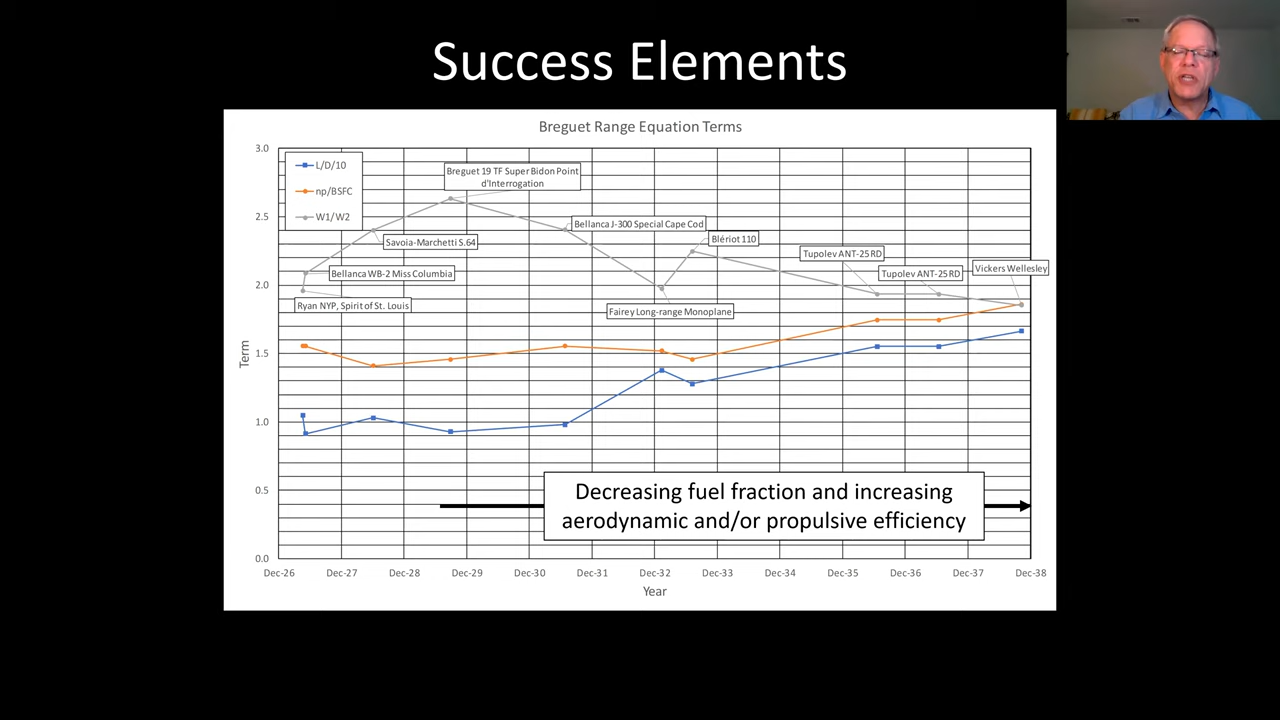 Success Elements
Breguet Range Equation Terms
3.0
2.5
2.0
1.5
1.0
0.5
0.0
Term
L/D/10
np/BSFC
W1/W2
Breguet 19 TF Super Bidon Point
d'Interrogation
Savoia-Marchetti S.64
Bellanca WB-2 Miss Columbia
Ryan NYP, Spirit of St. Louis
Bellanca J-300 Special Cape Cod
Blériot 110
Fairey Long-range Monoplane
Tupolev ANT-25 RD
Tupolev ANT-25 RD
Vickers Wellesley
Decreasing fuel fraction and increasing
aerodynamic and/or propulsive efficiency
Dec-26 Dec-27 Dec-28 Dec-29 Dec-30 Dec-31 Dec-32 Dec-33 Dec-34 Dec-35 Dec-36 Dec-37 Dec-38
Year